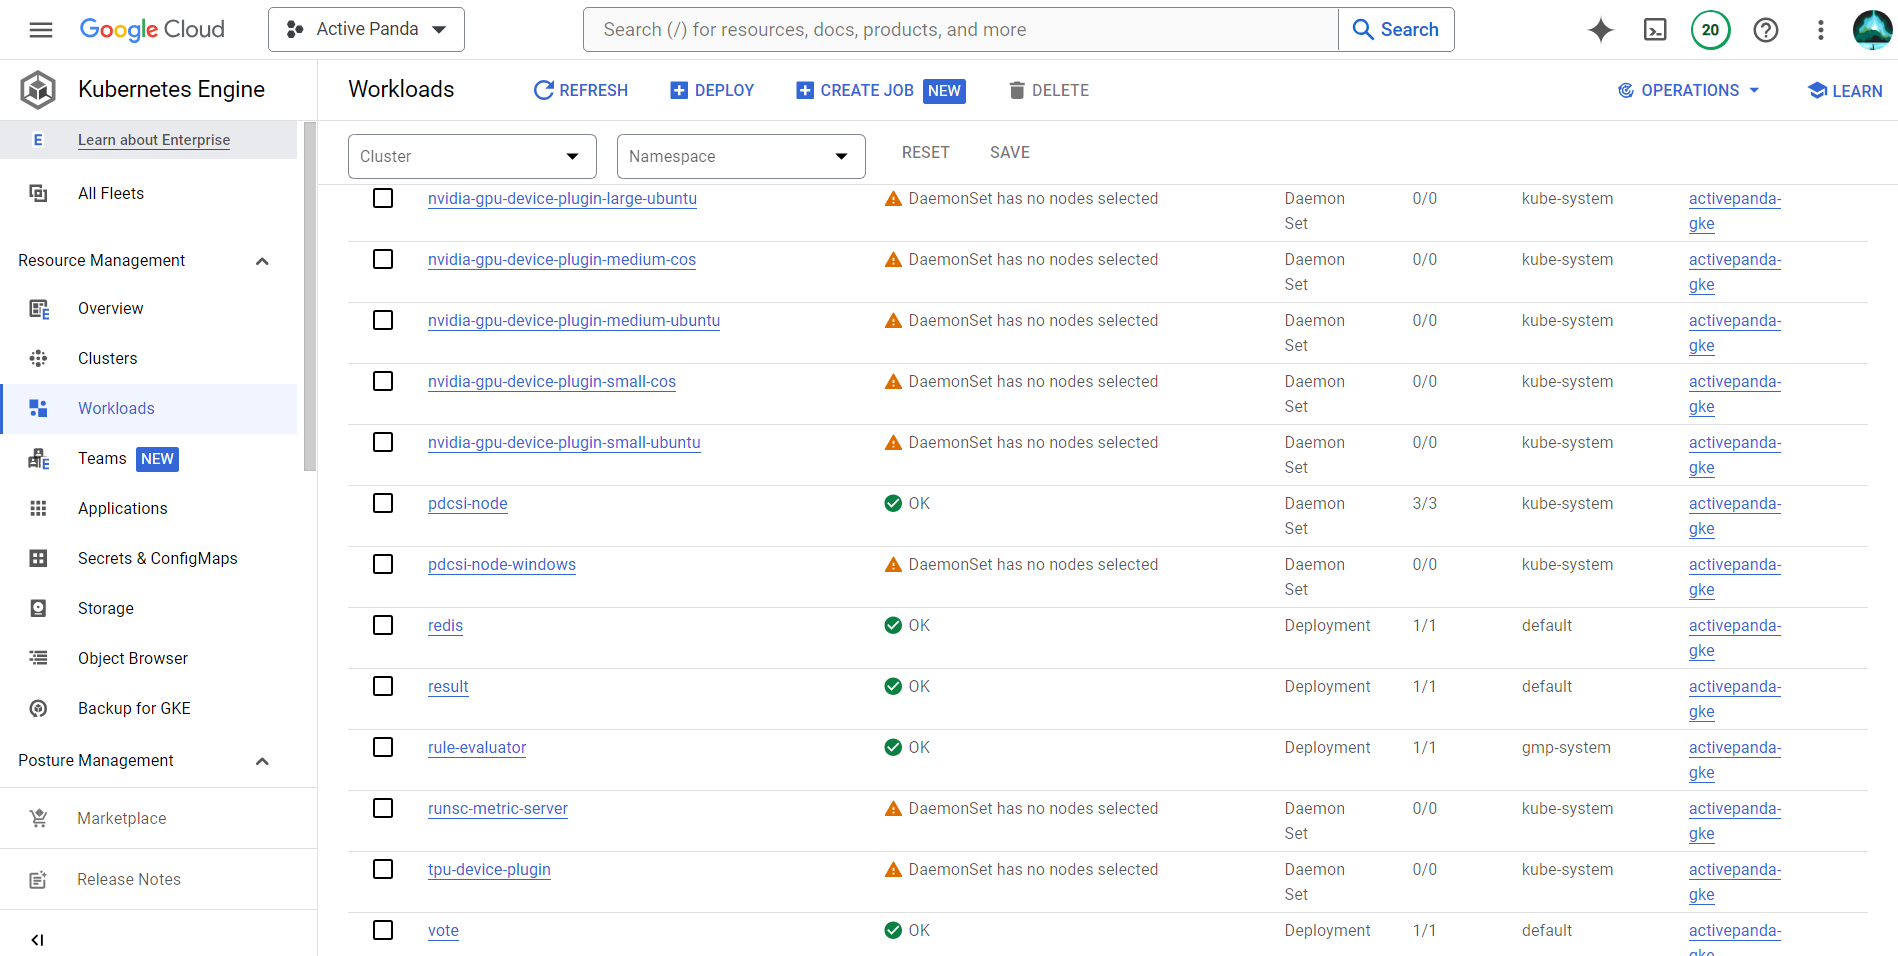 Google Cloud
Active Panda
Search (/) for resources, docs, products, and more
Search
20
Kubernetes Engine
Workloads
REFRESH
DEPLOY
CREATE JOB NEW
DELETE
OPERATIONS
LEARN
E Learn about Enterprise
All Fleets
Resource Management
Overview
Clusters
Workloads
Teams NEW
Applications
Secrets & ConfigMaps
Storage
Object Browser
Backup for GKE
Posture Management
Marketplace
Release Notes
Cluster
Namespace
RESET
SAVE
nvidia-gpu-device-plugin-large-ubuntu DaemonSet has no nodes selected Daemon 0/0 kube-system activepanda-
Set gke
nvidia-gpu-device-plugin-medium-cos DaemonSet has no nodes selected Daemon 0/0 kube-system activepanda-
Set gke
nvidia-gpu-device-plugin-medium-ubuntu DaemonSet has no nodes selected Daemon 0/0 kube-system activepanda-
Set gke
nvidia-gpu-device-plugin-small-cos DaemonSet has no nodes selected Daemon 0/0 kube-system activepanda-
Set gke
nvidia-gpu-device-plugin-small-ubuntu DaemonSet has no nodes selected Daemon 0/0 kube-system activepanda-
Set gke
pdcsi-node OK Daemon 3/3 kube-system activepanda-
Set gke
pdcsi-node-windows DaemonSet has no nodes selected Daemon 0/0 kube-system activepanda-
Set gke
redis OK Deployment 1/1 default activepanda-
gke
result OK Deployment 1/1 default activepanda-
gke
rule-evaluator OK Deployment 1/1 gmp-system activepanda-
gke
runsc-metric-server DaemonSet has no nodes selected Daemon 0/0 kube-system activepanda-
Set gke
tpu-device-plugin DaemonSet has no nodes selected Daemon 0/0 kube-system activepanda-
Set gke
vote OK Deployment 1/1 default activepanda-
gke